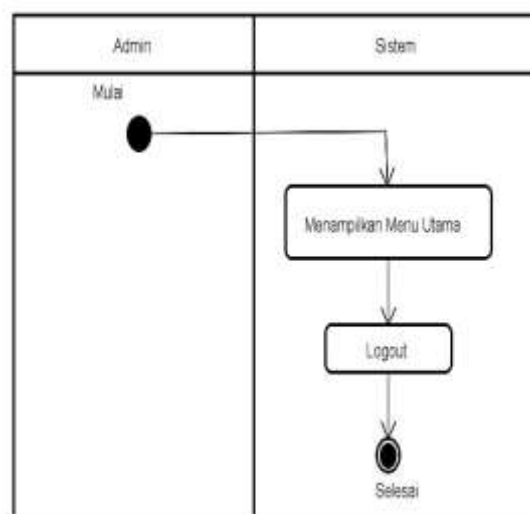 Admin
Sistem
Mulai
Menampilkan Menu Utama
Logout
Selesai